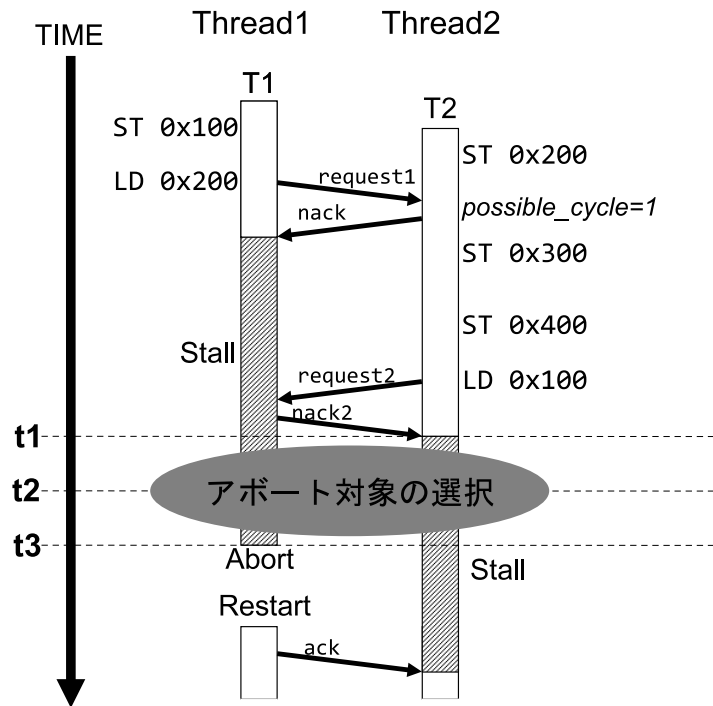 TIME
Thread1
Thread2
T1
T2
ST 0x100
ST 0x200
LD 0x200
request1
nack
possible_cycle=1
ST 0x300
ST 0x400
Stall
request2
LD 0x100
nack2
t1
アボート対象の選択
t2
t3
Abort
Stall
Restart
ack